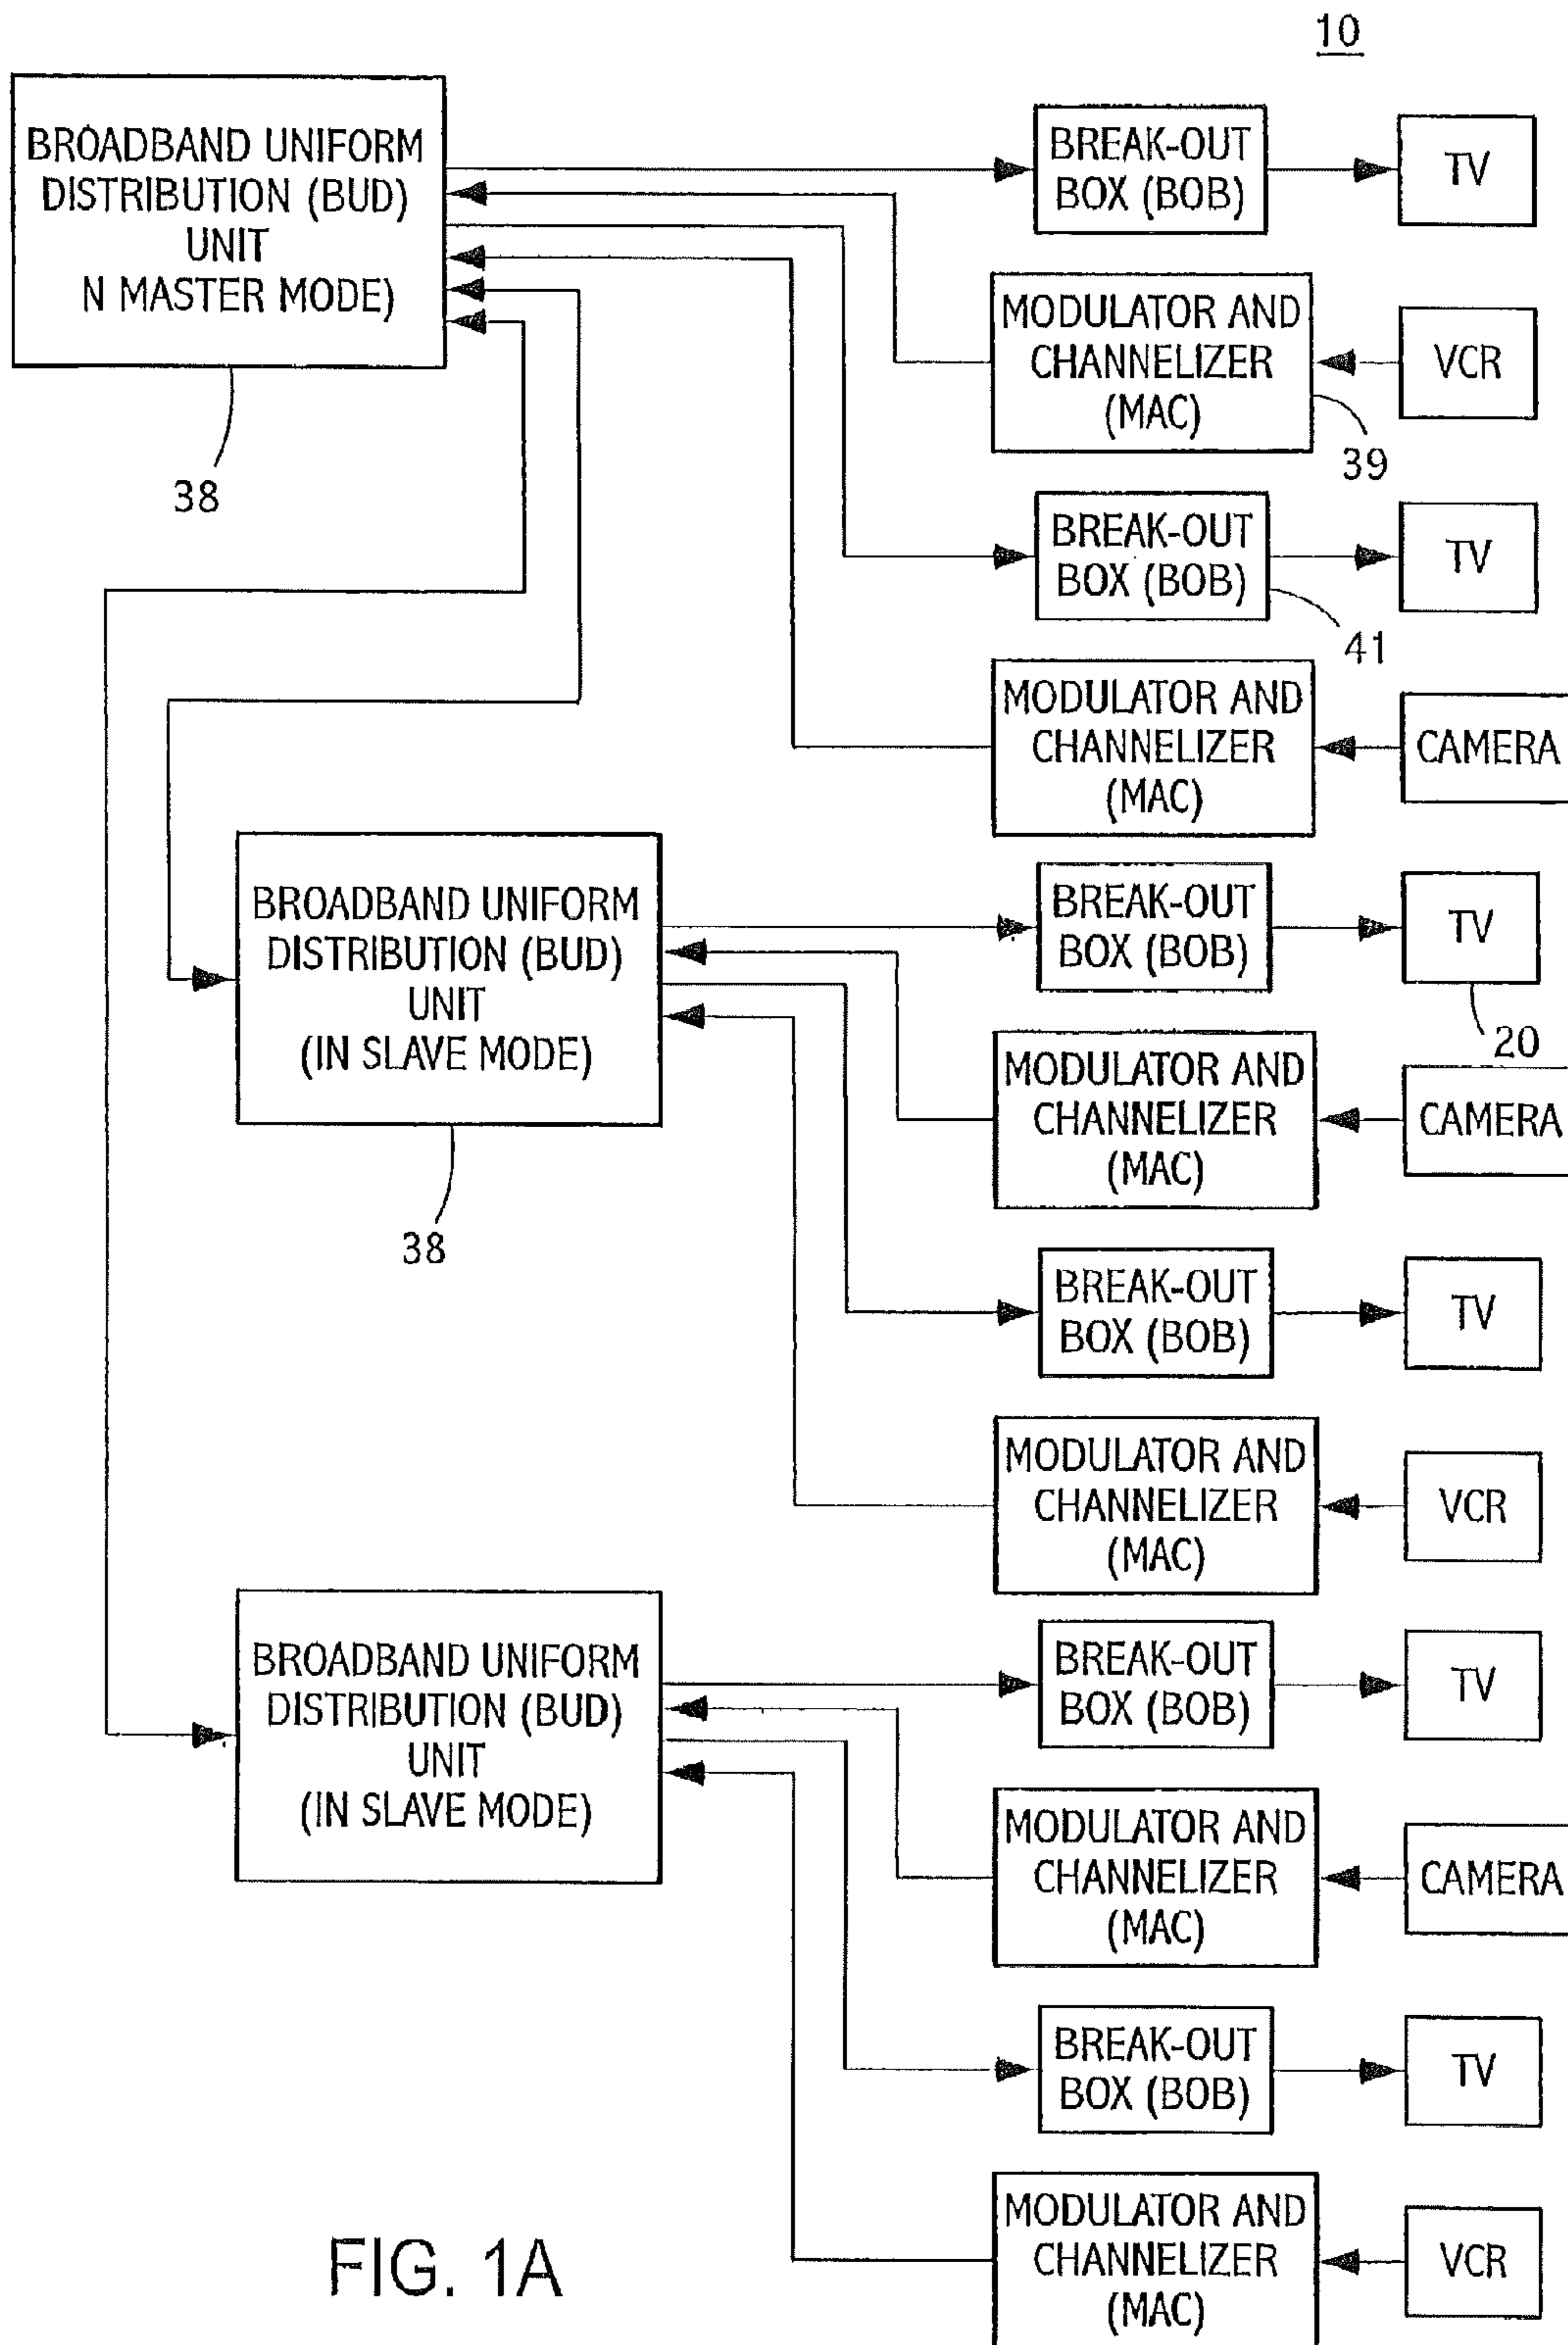 10
BROADBAND UNIFORM
DISTRIBUTION (BUD)
UNIT
N MASTER MODE)
38
BREAK-OUT
BOX (BOB)
TV
MODULATOR AND
CHANNELIZER
(MAC)
39
VCR
BREAK-OUT
BOX (BOB)
41
TV
MODULATOR AND
CHANNELIZER
(MAC)
CAMERA
BROADBAND UNIFORM
DISTRIBUTION (BUD)
UNIT
(IN SLAVE MODE)
38
BREAK-OUT
BOX (BOB)
TV
20
MODULATOR AND
CHANNELIZER
(MAC)
CAMERA
BREAK-OUT
BOX (BOB)
TV
MODULATOR AND
CHANNELIZER
(MAC)
VCR
BROADBAND UNIFORM
DISTRIBUTION (BUD)
UNIT
(IN SLAVE MODE)
BREAK-OUT
BOX (BOB)
TV
MODULATOR AND
CHANNELIZER
(MAC)
CAMERA
BREAK-OUT
BOX (BOB)
TV
MODULATOR AND
CHANNELIZER
(MAC)
VCR
FIG. 1A